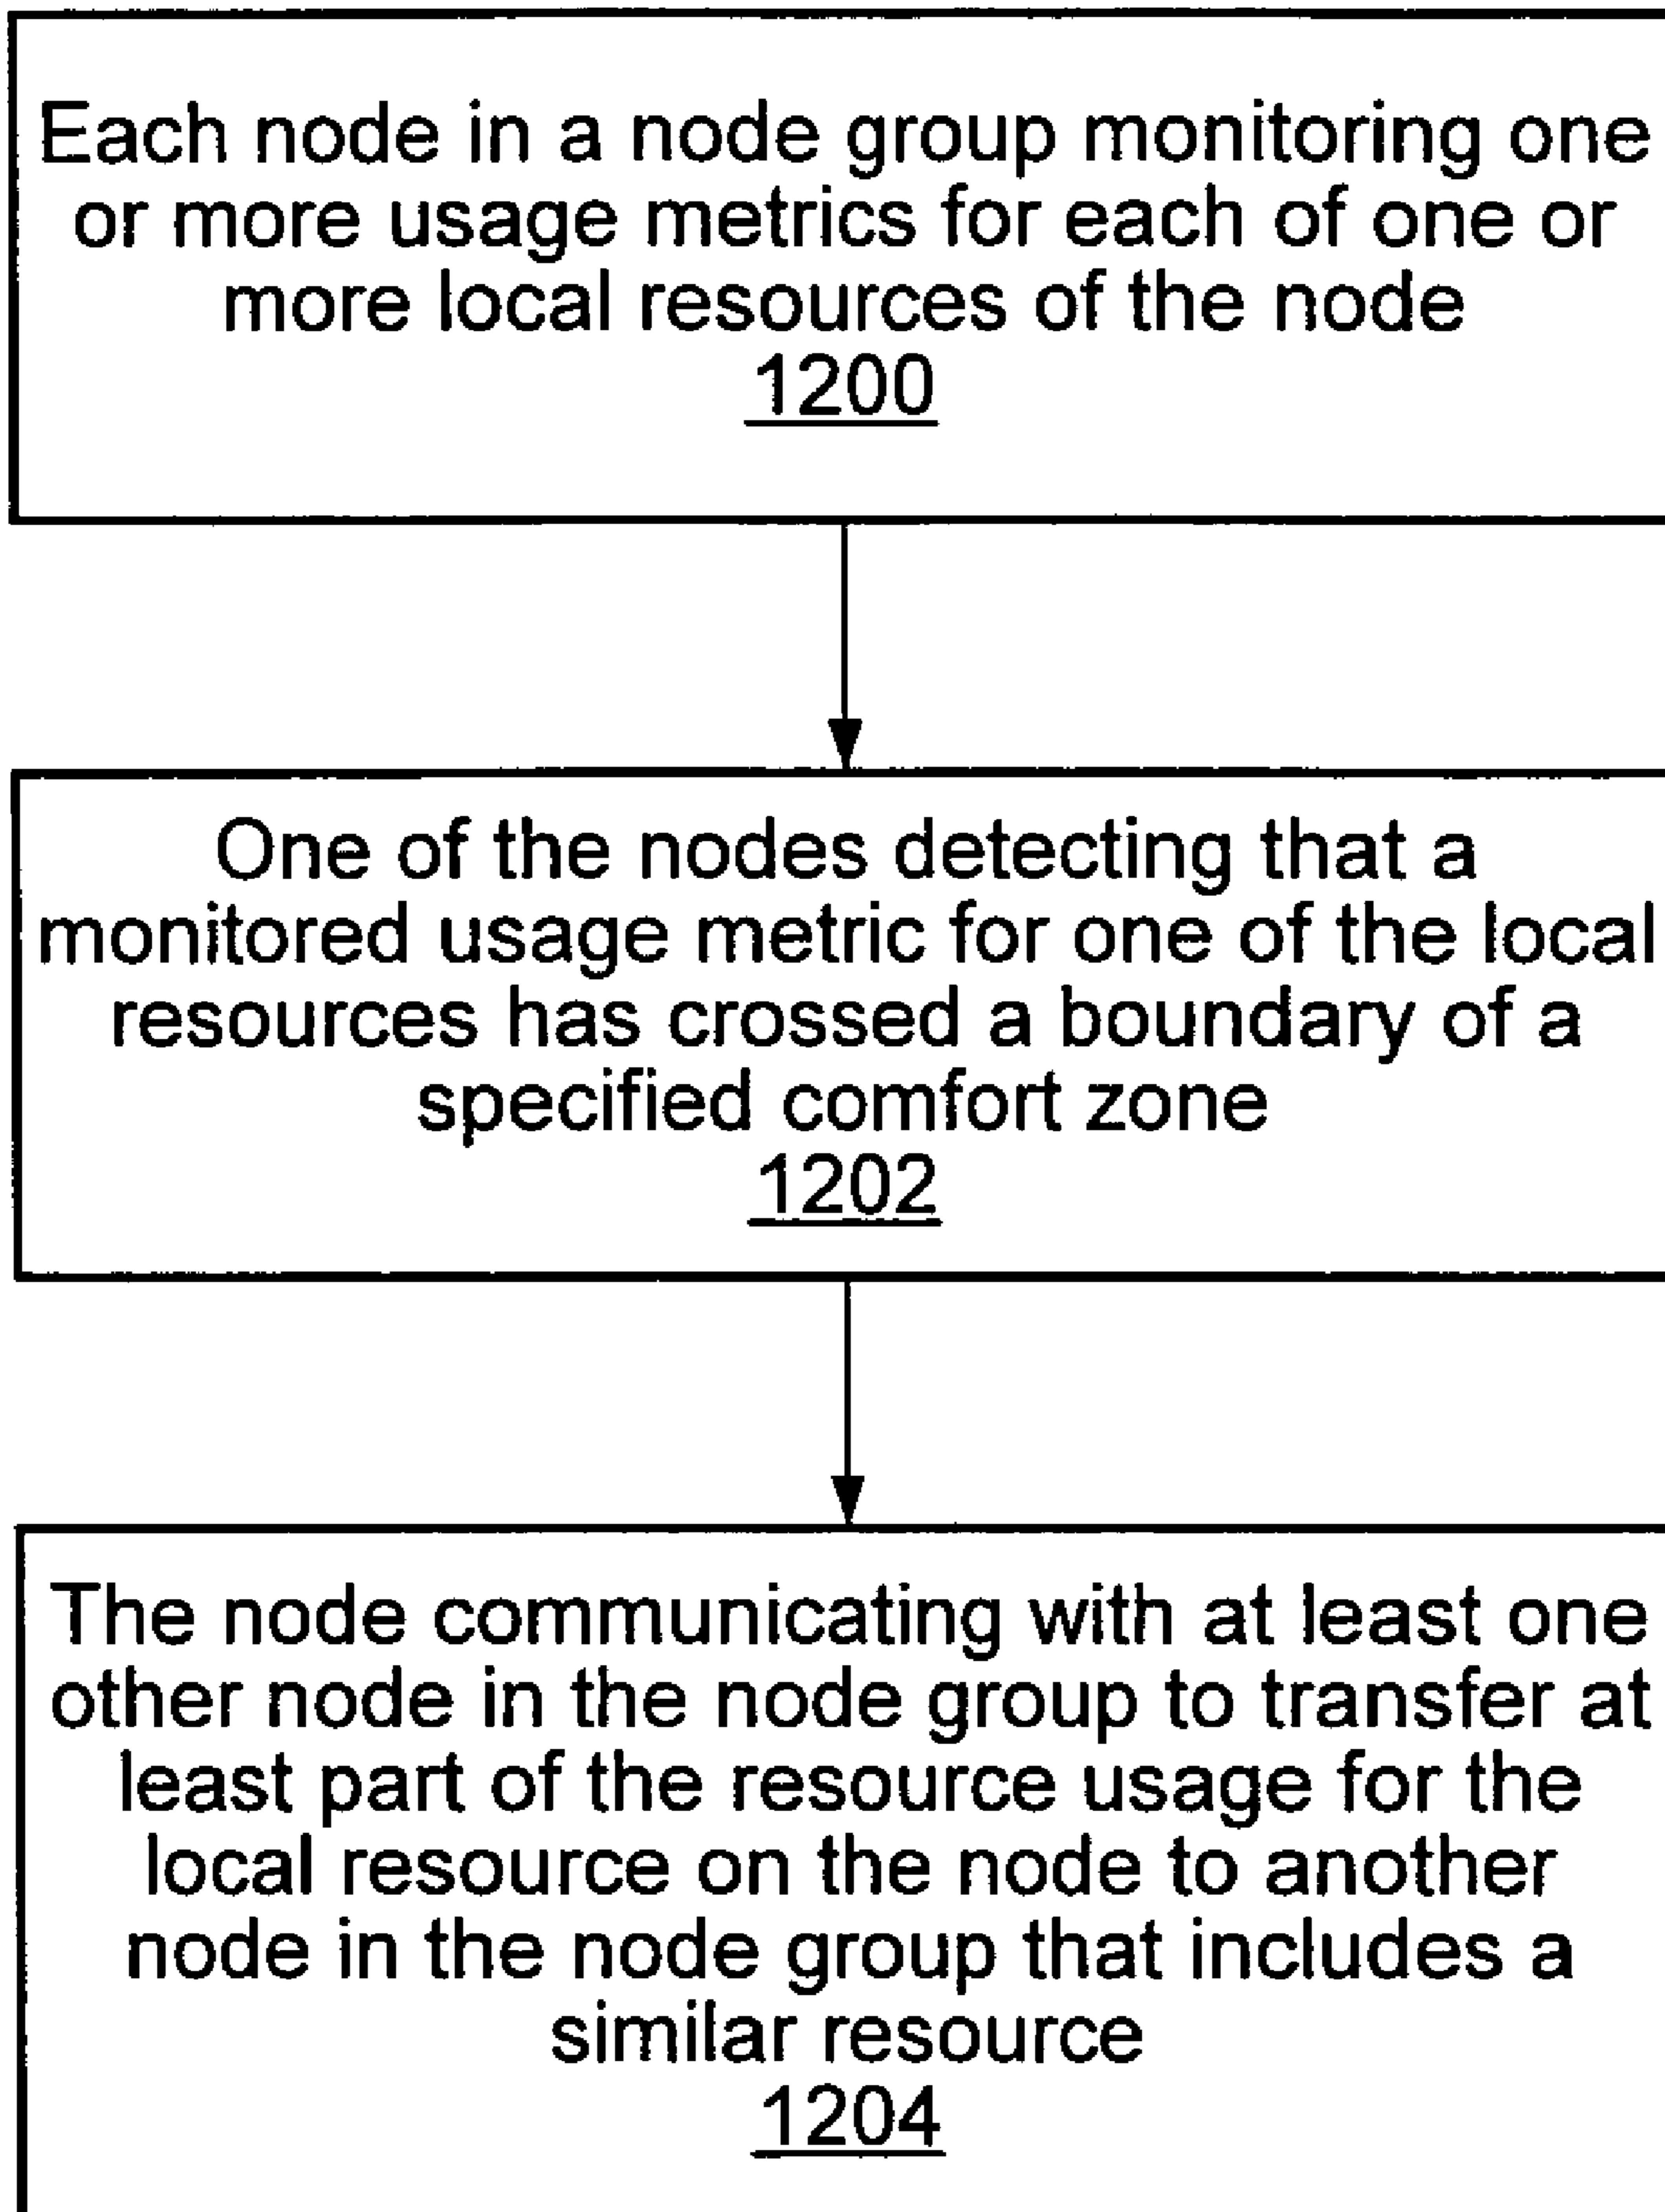 Each node in a node group monitoring one
or more usage metrics for each of one or
more local resources of the node
1200
One of the nodes detecting that a
monitored usage metric for one of the local
resources has crossed a boundary of a
specified comfort zone
1202
The node communicating with at least one
other node in the node group to transfer at
least part of the resource usage for the
local resource on the node to another
node in the node group that includes a
similar resource
1204